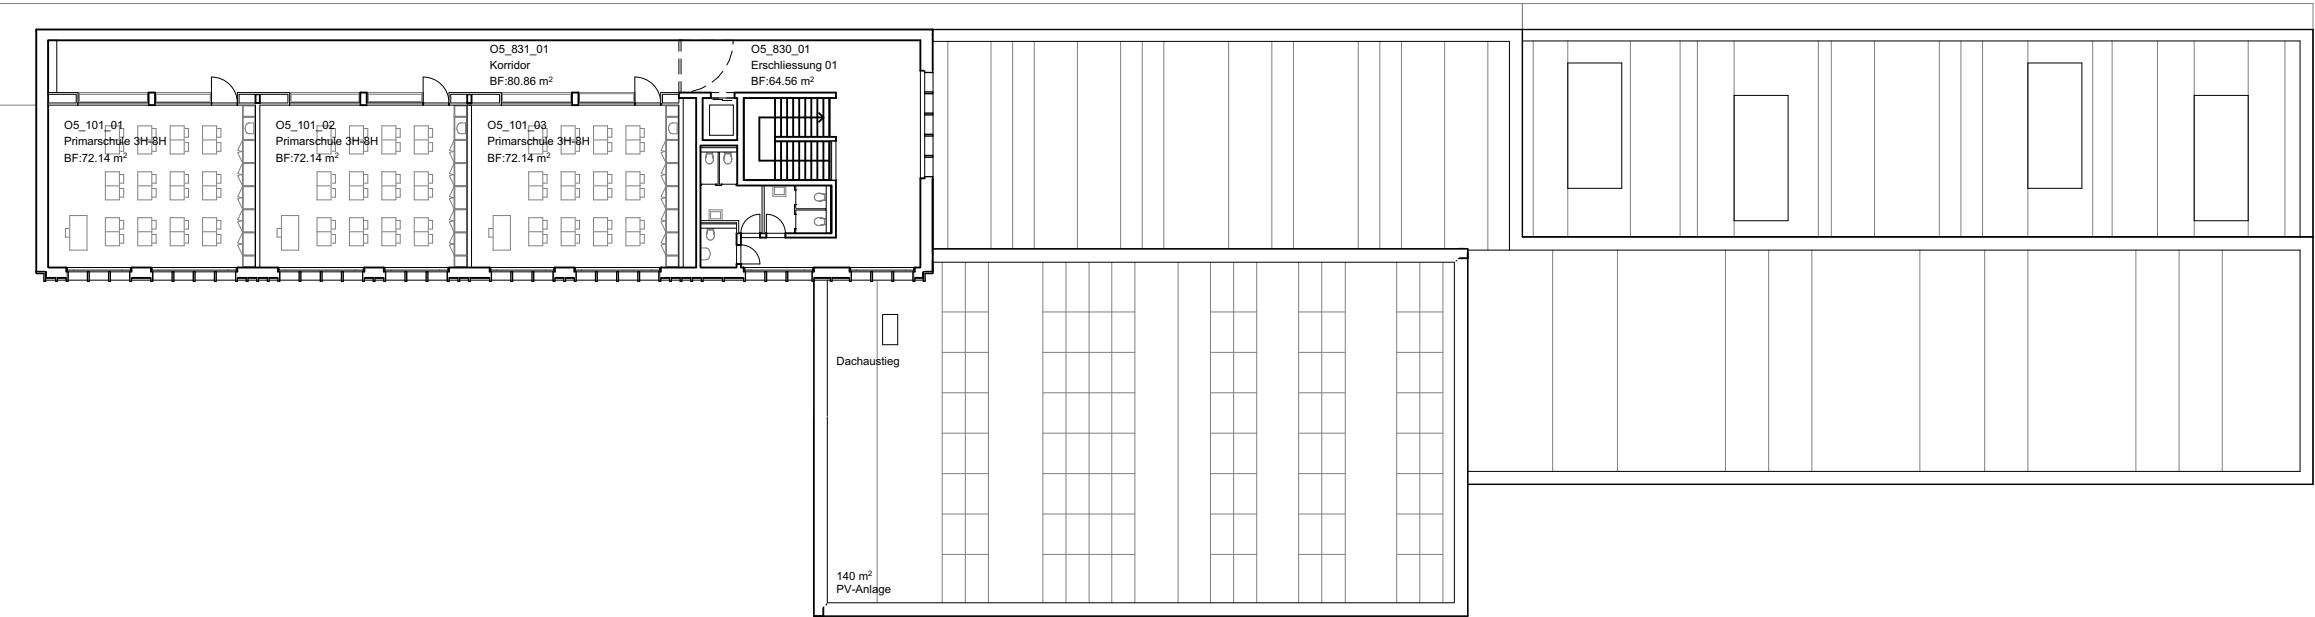 O5_831_01
Korridor
BF:80.86 m²
O5_830_01
Erschliessung 01
BF:64.56 m²
O5_101_01
Primarschule 3H-8H
BF:72.14 m²
O5_101_02
Primarschule 3H-8H
BF:72.14 m²
O5_101_03
Primarschule 3H-8H
BF:72.14 m²
Dachaustieg
140 m²
PV-Anlage